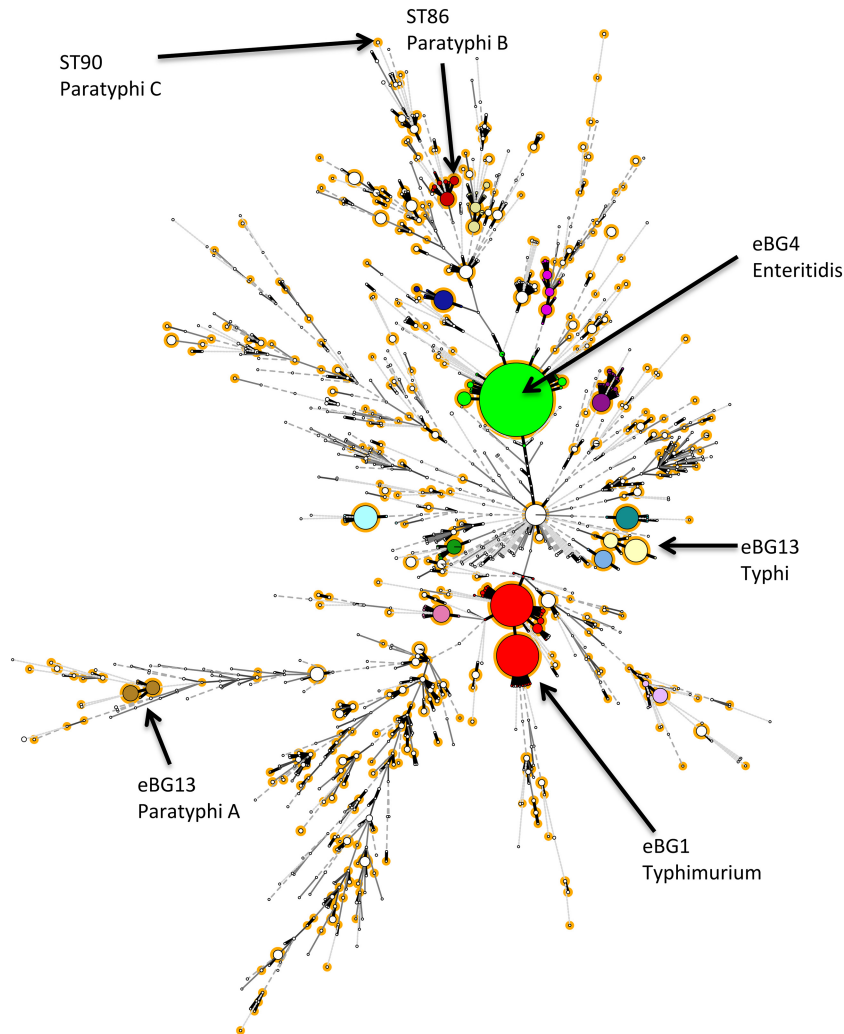 ST86
Paratyphi B
ST90
Paratyphi C
eBG4
Enteritidis
eBG13
Typhi
eBG13
Paratyphi A
eBG1
Typhimurium